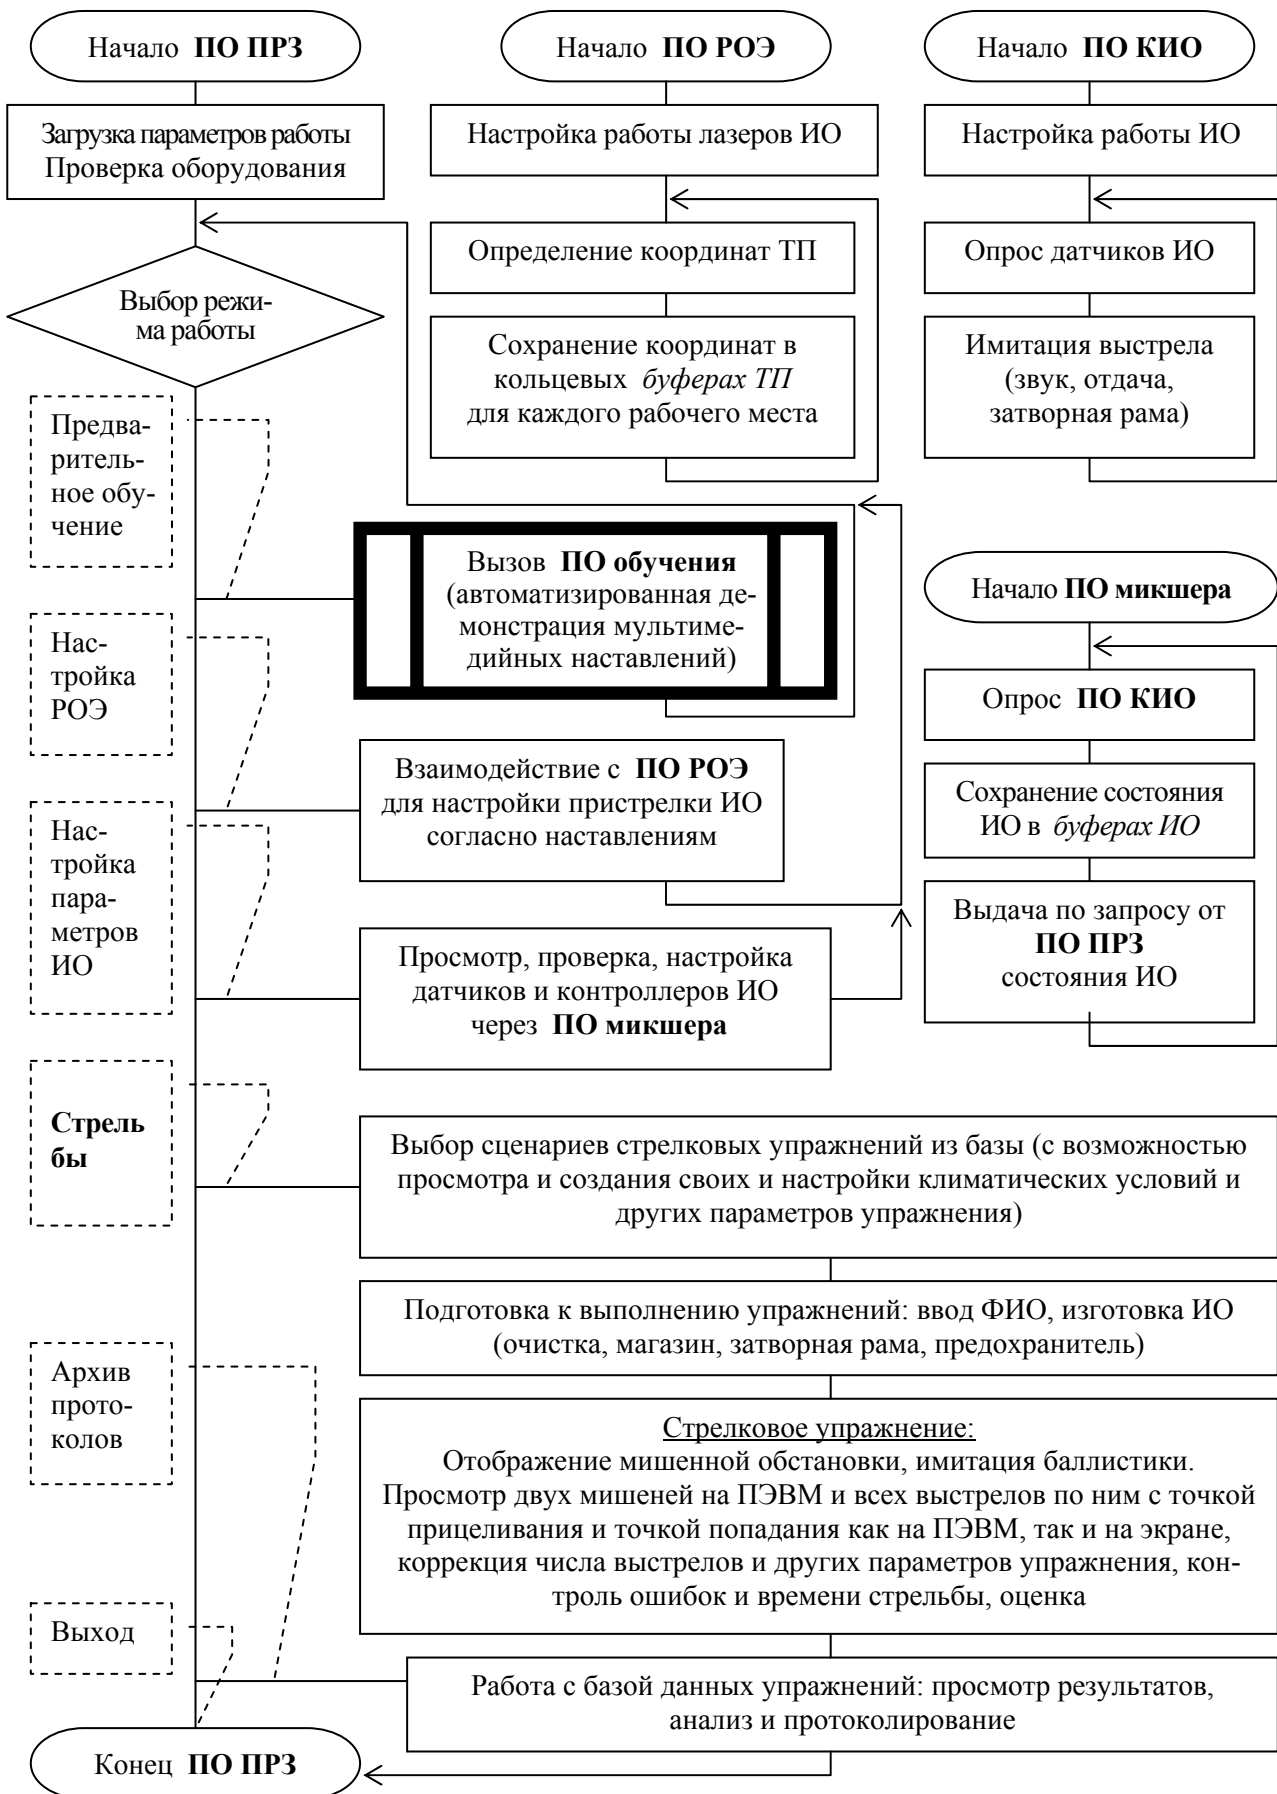 Начало ПО ПРЗ
Загрузка параметров работы
Проверка оборудования
Выбор режи-
ма работы
Предва-
ритель-
ное обу-
чение
Нас-
тройка
РОЭ
Нас-
тройка
пара-
метров
ИО
Стрель
бы
Архив
прото-
колов
Выход
Конец ПО ПРЗ
Начало ПО РОЭ
Настройка работы лазеров ИО
Определение координат ТП
Сохранение координат в
кольцевых буферах ТП
для каждого рабочего места
Вызов ПО обучения
(автоматизированная де-
монстрация мультиме-
дийных наставлений)
Взаимодействие с ПО РОЭ
для настройки пристрелки ИО
согласно наставлениям
Просмотр, проверка, настройка
датчиков и контроллеров ИО
через ПО микшера
Начало ПО КИО
Настройка работы ИО
Опрос датчиков ИО
Имитация выстрела
(звук, отдача,
затворная рама)
Начало ПО микшера
Опрос ПО КИО
Сохранение состояния
ИО в буферах ИО
Выдача по запросу от
ПО ПРЗ
состояния ИО
Выбор сценариев стрелковых упражнений из базы (с возможностью
просмотра и создания своих и настройки климатических условий и
других параметров упражнения)
Подготовка к выполнению упражнений: ввод ФИО, изготовка ИО
(очистка, магазин, затворная рама, предохранитель)
Стрелковое упражнение:
Отображение мишенной обстановки, имитация баллистики.
Просмотр двух мишеней на ПЭВМ и всех выстрелов по ним с точкой
прицеливания и точкой попадания как на ПЭВМ, так и на экране,
коррекция числа выстрелов и других параметров упражнения, кон-
троль ошибок и времени стрельбы, оценка
Работа с базой данных упражнений: просмотр результатов,
анализ и протоколирование